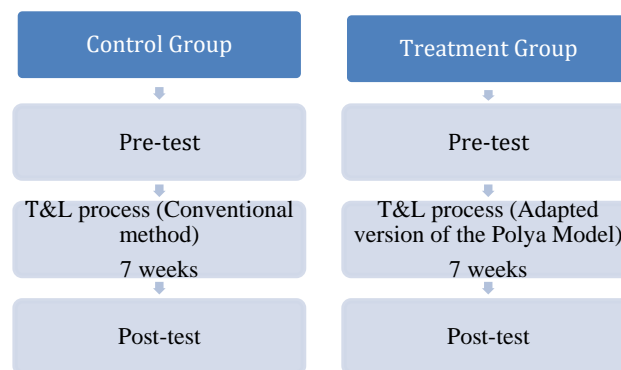 Control Group
Pre-test
T&L process (Conventional
method)
7 weeks
Post-test
Treatment Group
Pre-test
T&L process (Adapted
version of the Polya Model)
7 weeks
Post-test